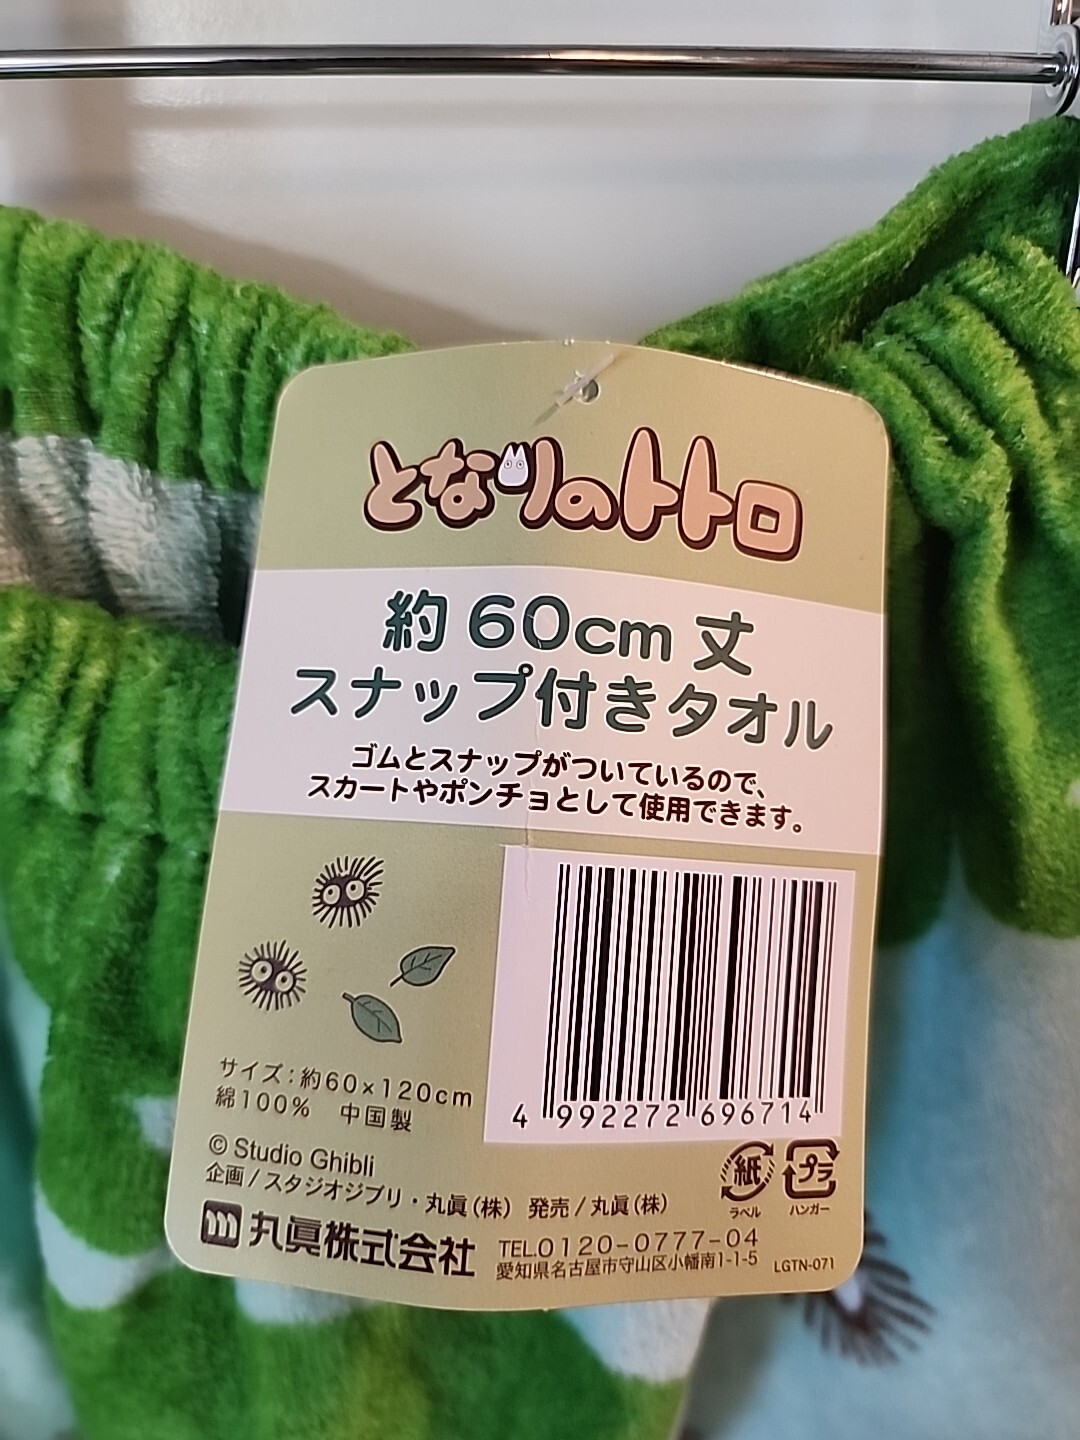 となりのトトロ
約60cm丈
スナップ付きタオル
ゴムとスナップがついているので、
スカートやポンチョとして使用できます。
4 992272 696714
サイズ：約60×120cm
綿100%　中国製
© Studio Ghibli
企画/スタジオジブリ・丸眞(株)　発売/丸眞(株)
紙
ラベル
プラ
ハンガー
丸眞株式会社
TEL.0120-0777-04
愛知県名古屋市守山区小幡南1-1-5
LGTN-071